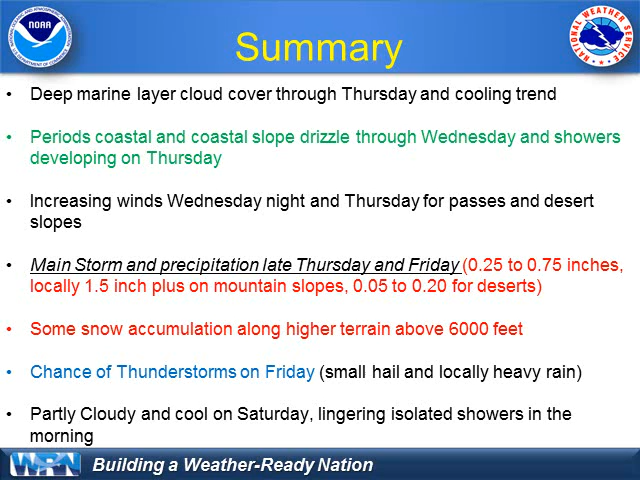 NOAA
Summary
NATIONAL WEATHER SERVICE
• Deep marine layer cloud cover through Thursday and cooling trend
• Periods coastal and coastal slope drizzle through Wednesday and showers
developing on Thursday
• Increasing winds Wednesday night and Thursday for passes and desert
slopes
• Main Storm and precipitation late Thursday and Friday (0.25 to 0.75 inches,
locally 1.5 inch plus on mountain slopes, 0.05 to 0.20 for deserts)
• Some snow accumulation along higher terrain above 6000 feet
• Chance of Thunderstorms on Friday (small hail and locally heavy rain)
• Partly Cloudy and cool on Saturday, lingering isolated showers in the
morning
WRN
Building a Weather-Ready Nation